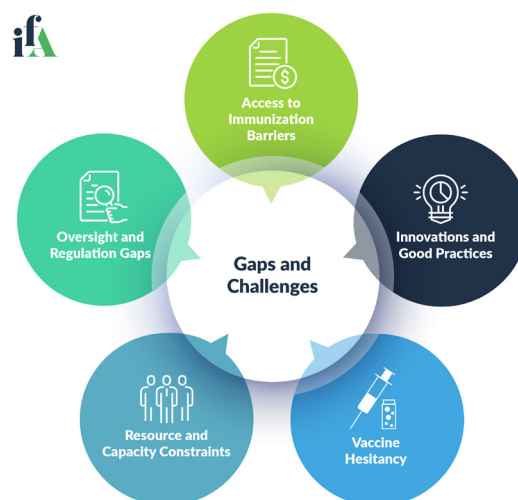 ifA
$
Access to
Immunization
Barriers
Innovations and
Good Practices
Vaccine
Hesitancy
Resource and
Capacity Constraints
Oversight and
Regulation Gaps
Gaps and
Challenges